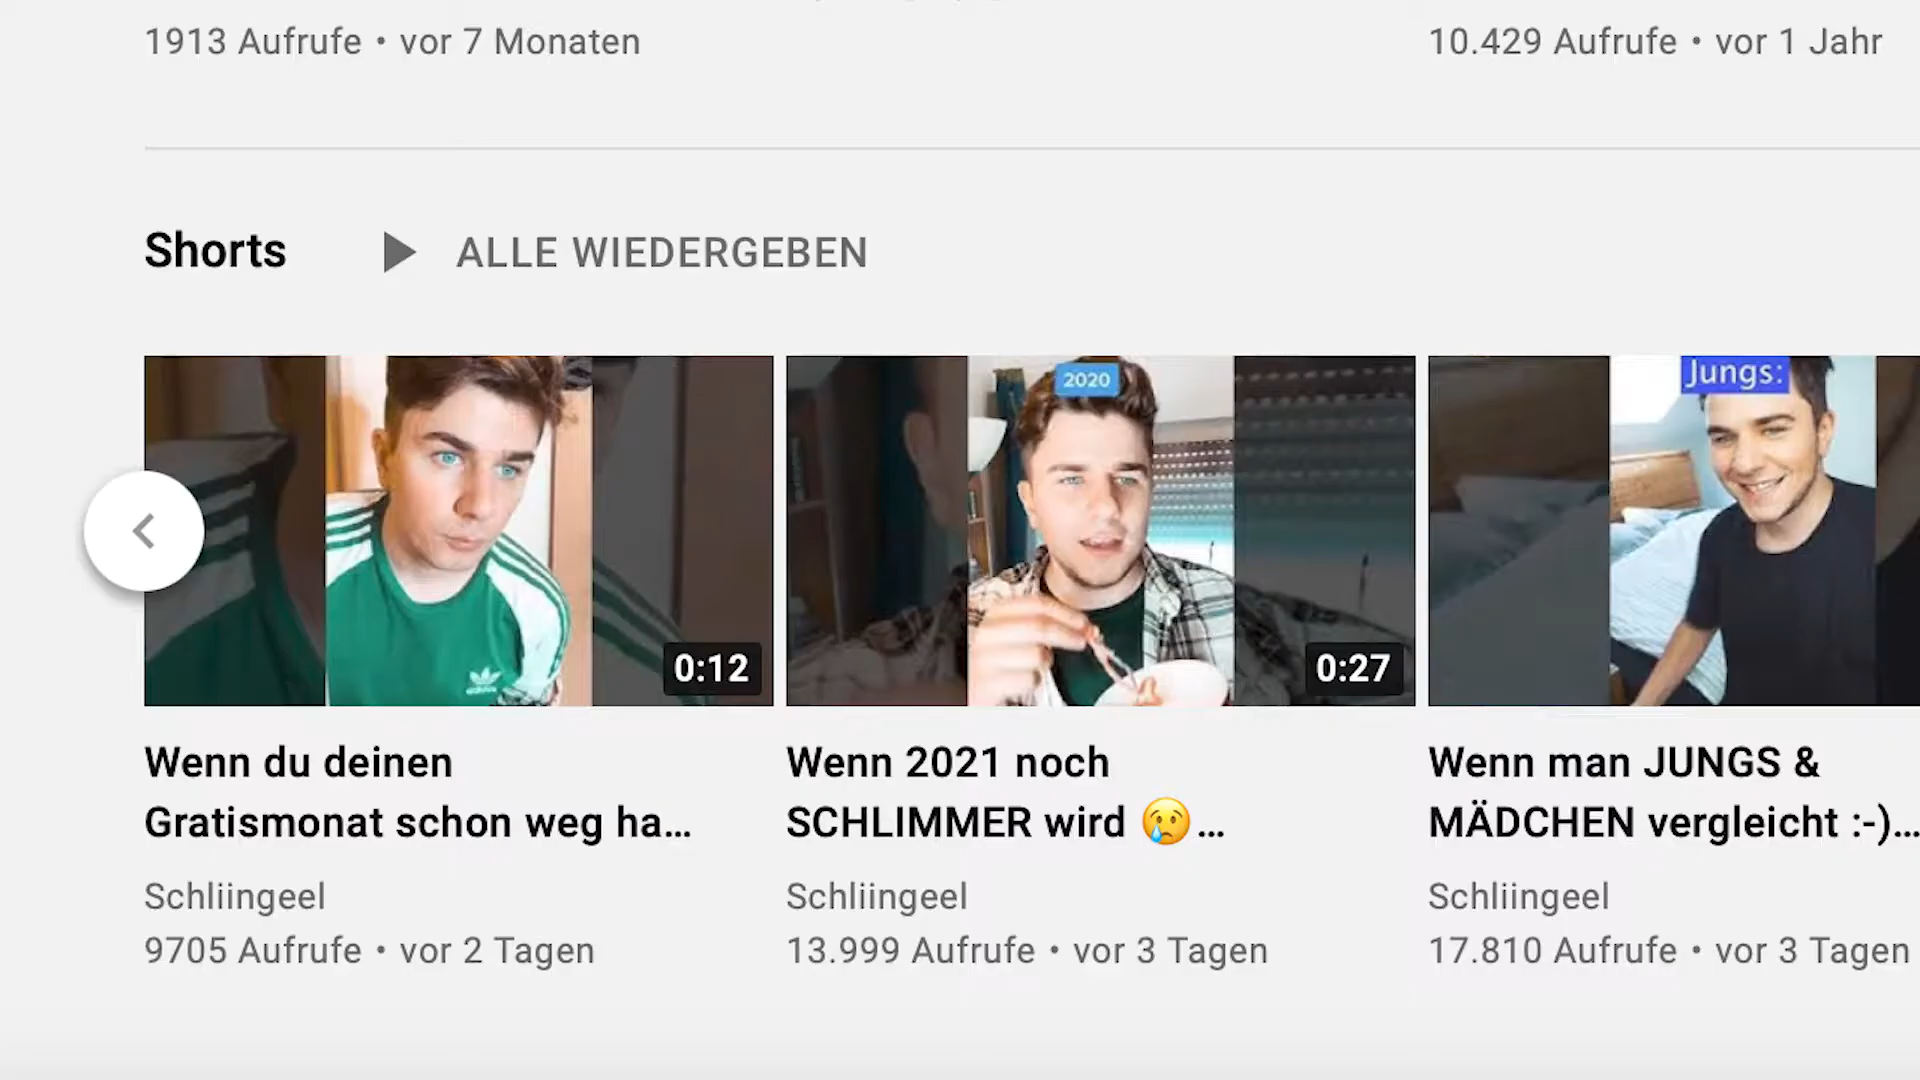 1913 Aufrufe • vor 7 Monaten
10.429 Aufrufe • vor 1 Jahr
Shorts
ALLE WIEDERGEBEN
2020
Jungs:
0:12
0:27
Wenn du deinen
Gratismonat schon weg ha...
Wenn 2021 noch
SCHLIMMER wird 😢...
Wenn man JUNGS &
MÄDCHEN vergleicht :-)...
Schliingeel
Schliingeel
Schliingeel
9705 Aufrufe • vor 2 Tagen
13.999 Aufrufe • vor 3 Tagen
17.810 Aufrufe • vor 3 Tagen